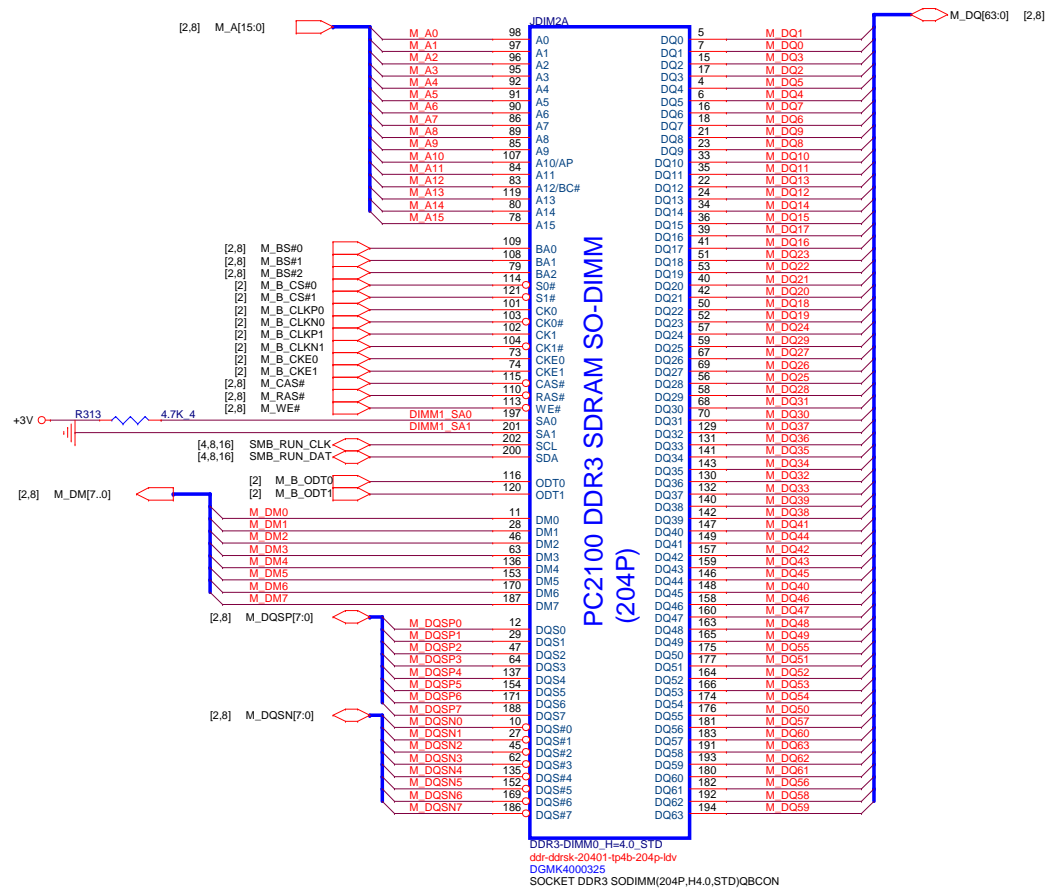 [2,8] M_A[15:0]
JDIM2A
M_DQ[63:0] [2,8]
M_A0 98 A0
M_A1 97 A1
M_A2 96 A2
M_A3 95 A3
M_A4 92 A4
M_A5 91 A5
M_A6 90 A6
M_A7 86 A7
M_A8 89 A8
M_A9 85 A9
M_A10 107 A10/AP
M_A11 84 A11
M_A12 83 A12/BC#
M_A13 119 A13
M_A14 80 A14
M_A15 78 A15
[2,8] M_BS#0 109 BA0
[2,8] M_BS#1 108 BA1
[2,8] M_BS#2 79 BA2
[2] M_B_CS#0 114 S0#
[2] M_B_CS#1 121 S1#
[2] M_B_CLKP0 101 CK0
[2] M_B_CLKN0 103 CK0#
[2] M_B_CLKP1 102 CK1
[2] M_B_CLKN1 104 CK1#
[2] M_B_CKE0 73 CKE0
[2] M_B_CKE1 74 CKE1
[2,8] M_CAS# 115 CAS#
[2,8] M_RAS# 110 RAS#
[2,8] M_WE# 113 WE#
+3V R313 4.7K_4 DIMM1_SA0 197 SA0
DIMM1_SA1 201 SA1
[4,8,16] SMB_RUN_CLK 202 SCL
[4,8,16] SMB_RUN_DAT 200 SDA
[2] M_B_ODT0 116 ODT0
[2] M_B_ODT1 120 ODT1
[2,8] M_DM[7..0]
M_DM0 11 DM0
M_DM1 28 DM1
M_DM2 46 DM2
M_DM3 63 DM3
M_DM4 136 DM4
M_DM5 153 DM5
M_DM6 170 DM6
M_DM7 187 DM7
[2,8] M_DQSP[7:0]
M_DQSP0 12 DQS0
M_DQSP1 29 DQS1
M_DQSP2 47 DQS2
M_DQSP3 64 DQS3
M_DQSP4 137 DQS4
M_DQSP5 154 DQS5
M_DQSP6 171 DQS6
M_DQSP7 188 DQS7
[2,8] M_DQSN[7:0]
M_DQSN0 10 DQS#0
M_DQSN1 27 DQS#1
M_DQSN2 45 DQS#2
M_DQSN3 62 DQS#3
M_DQSN4 135 DQS#4
M_DQSN5 152 DQS#5
M_DQSN6 169 DQS#6
M_DQSN7 186 DQS#7
PC2100 DDR3 SDRAM SO-DIMM
(204P)
DQ0 5 M_DQ1
DQ1 7 M_DQ0
DQ2 15 M_DQ3
DQ3 17 M_DQ2
DQ4 4 M_DQ5
DQ5 6 M_DQ4
DQ6 16 M_DQ7
DQ7 18 M_DQ6
DQ8 21 M_DQ9
DQ9 23 M_DQ8
DQ10 33 M_DQ10
DQ11 35 M_DQ11
DQ12 22 M_DQ13
DQ13 24 M_DQ12
DQ14 34 M_DQ14
DQ15 36 M_DQ15
DQ16 39 M_DQ17
DQ17 41 M_DQ16
DQ18 51 M_DQ23
DQ19 53 M_DQ22
DQ20 40 M_DQ21
DQ21 42 M_DQ20
DQ22 50 M_DQ18
DQ23 52 M_DQ19
DQ24 57 M_DQ24
DQ25 59 M_DQ29
DQ26 67 M_DQ27
DQ27 69 M_DQ26
DQ28 56 M_DQ25
DQ29 58 M_DQ28
DQ30 68 M_DQ31
DQ31 70 M_DQ30
DQ32 129 M_DQ37
DQ33 131 M_DQ36
DQ34 141 M_DQ35
DQ35 143 M_DQ34
DQ36 130 M_DQ32
DQ37 132 M_DQ33
DQ38 140 M_DQ39
DQ39 142 M_DQ38
DQ40 147 M_DQ41
DQ41 149 M_DQ44
DQ42 157 M_DQ42
DQ43 159 M_DQ43
DQ44 146 M_DQ45
DQ45 148 M_DQ40
DQ46 158 M_DQ46
DQ47 160 M_DQ47
DQ48 163 M_DQ48
DQ49 165 M_DQ49
DQ50 175 M_DQ55
DQ51 177 M_DQ51
DQ52 164 M_DQ52
DQ53 166 M_DQ53
DQ54 174 M_DQ54
DQ55 176 M_DQ50
DQ56 181 M_DQ57
DQ57 183 M_DQ60
DQ58 191 M_DQ63
DQ59 193 M_DQ62
DQ60 180 M_DQ61
DQ61 182 M_DQ56
DQ62 192 M_DQ58
DQ63 194 M_DQ59
DDR3-DIMM0_H=4.0_STD
ddr-ddrsk-20401-tp4b-204p-ldv
DGMK4000325
SOCKET DDR3 SODIMM(204P,H4.0,STD)QBCON